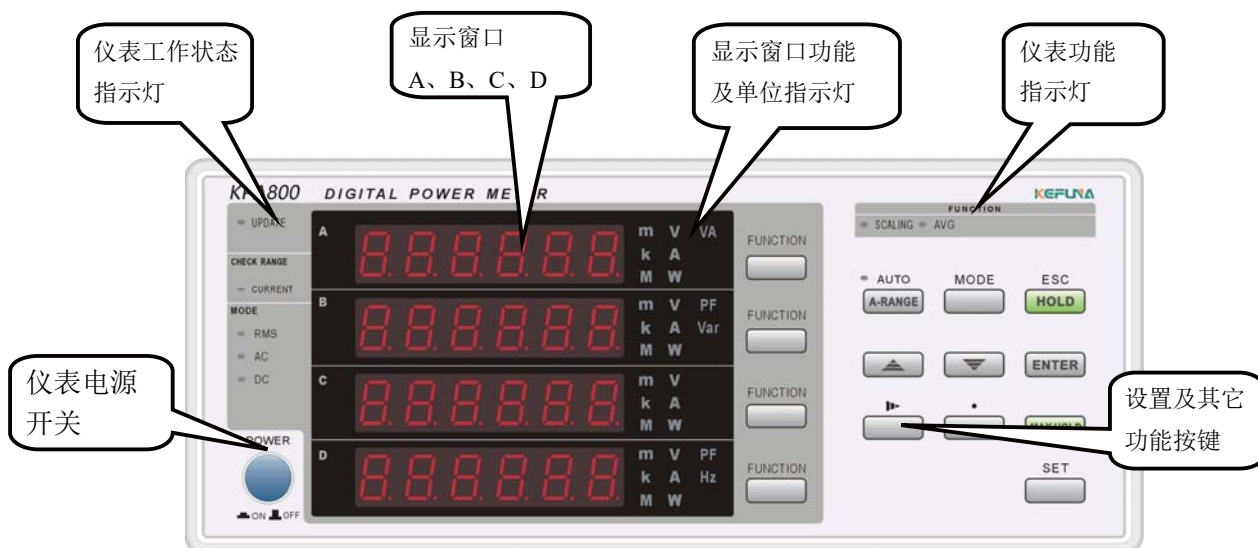 仪表工作状态
指示灯
显示窗口
A、B、C、D
显示窗口功能
及单位指示灯
仪表功能
指示灯
DIGITAL POWER
KEFUNA
UPDATE
CHECK RANGE
CURRENT
MODE
RMS
AC
DC
POWER
ON OFF
A
m V VA
k A
M W
FUNCTION
B
m V PF
k A Var
M W
FUNCTION
C
m V
k A
M W
FUNCTION
D
m V PF
k A Hz
M W
FUNCTION
FUNCTION
SCALING AVG
AUTO MODE ESC
A-RANGE HOLD
ENTER
SET
仪表电源
开关
设置及其它
功能按键